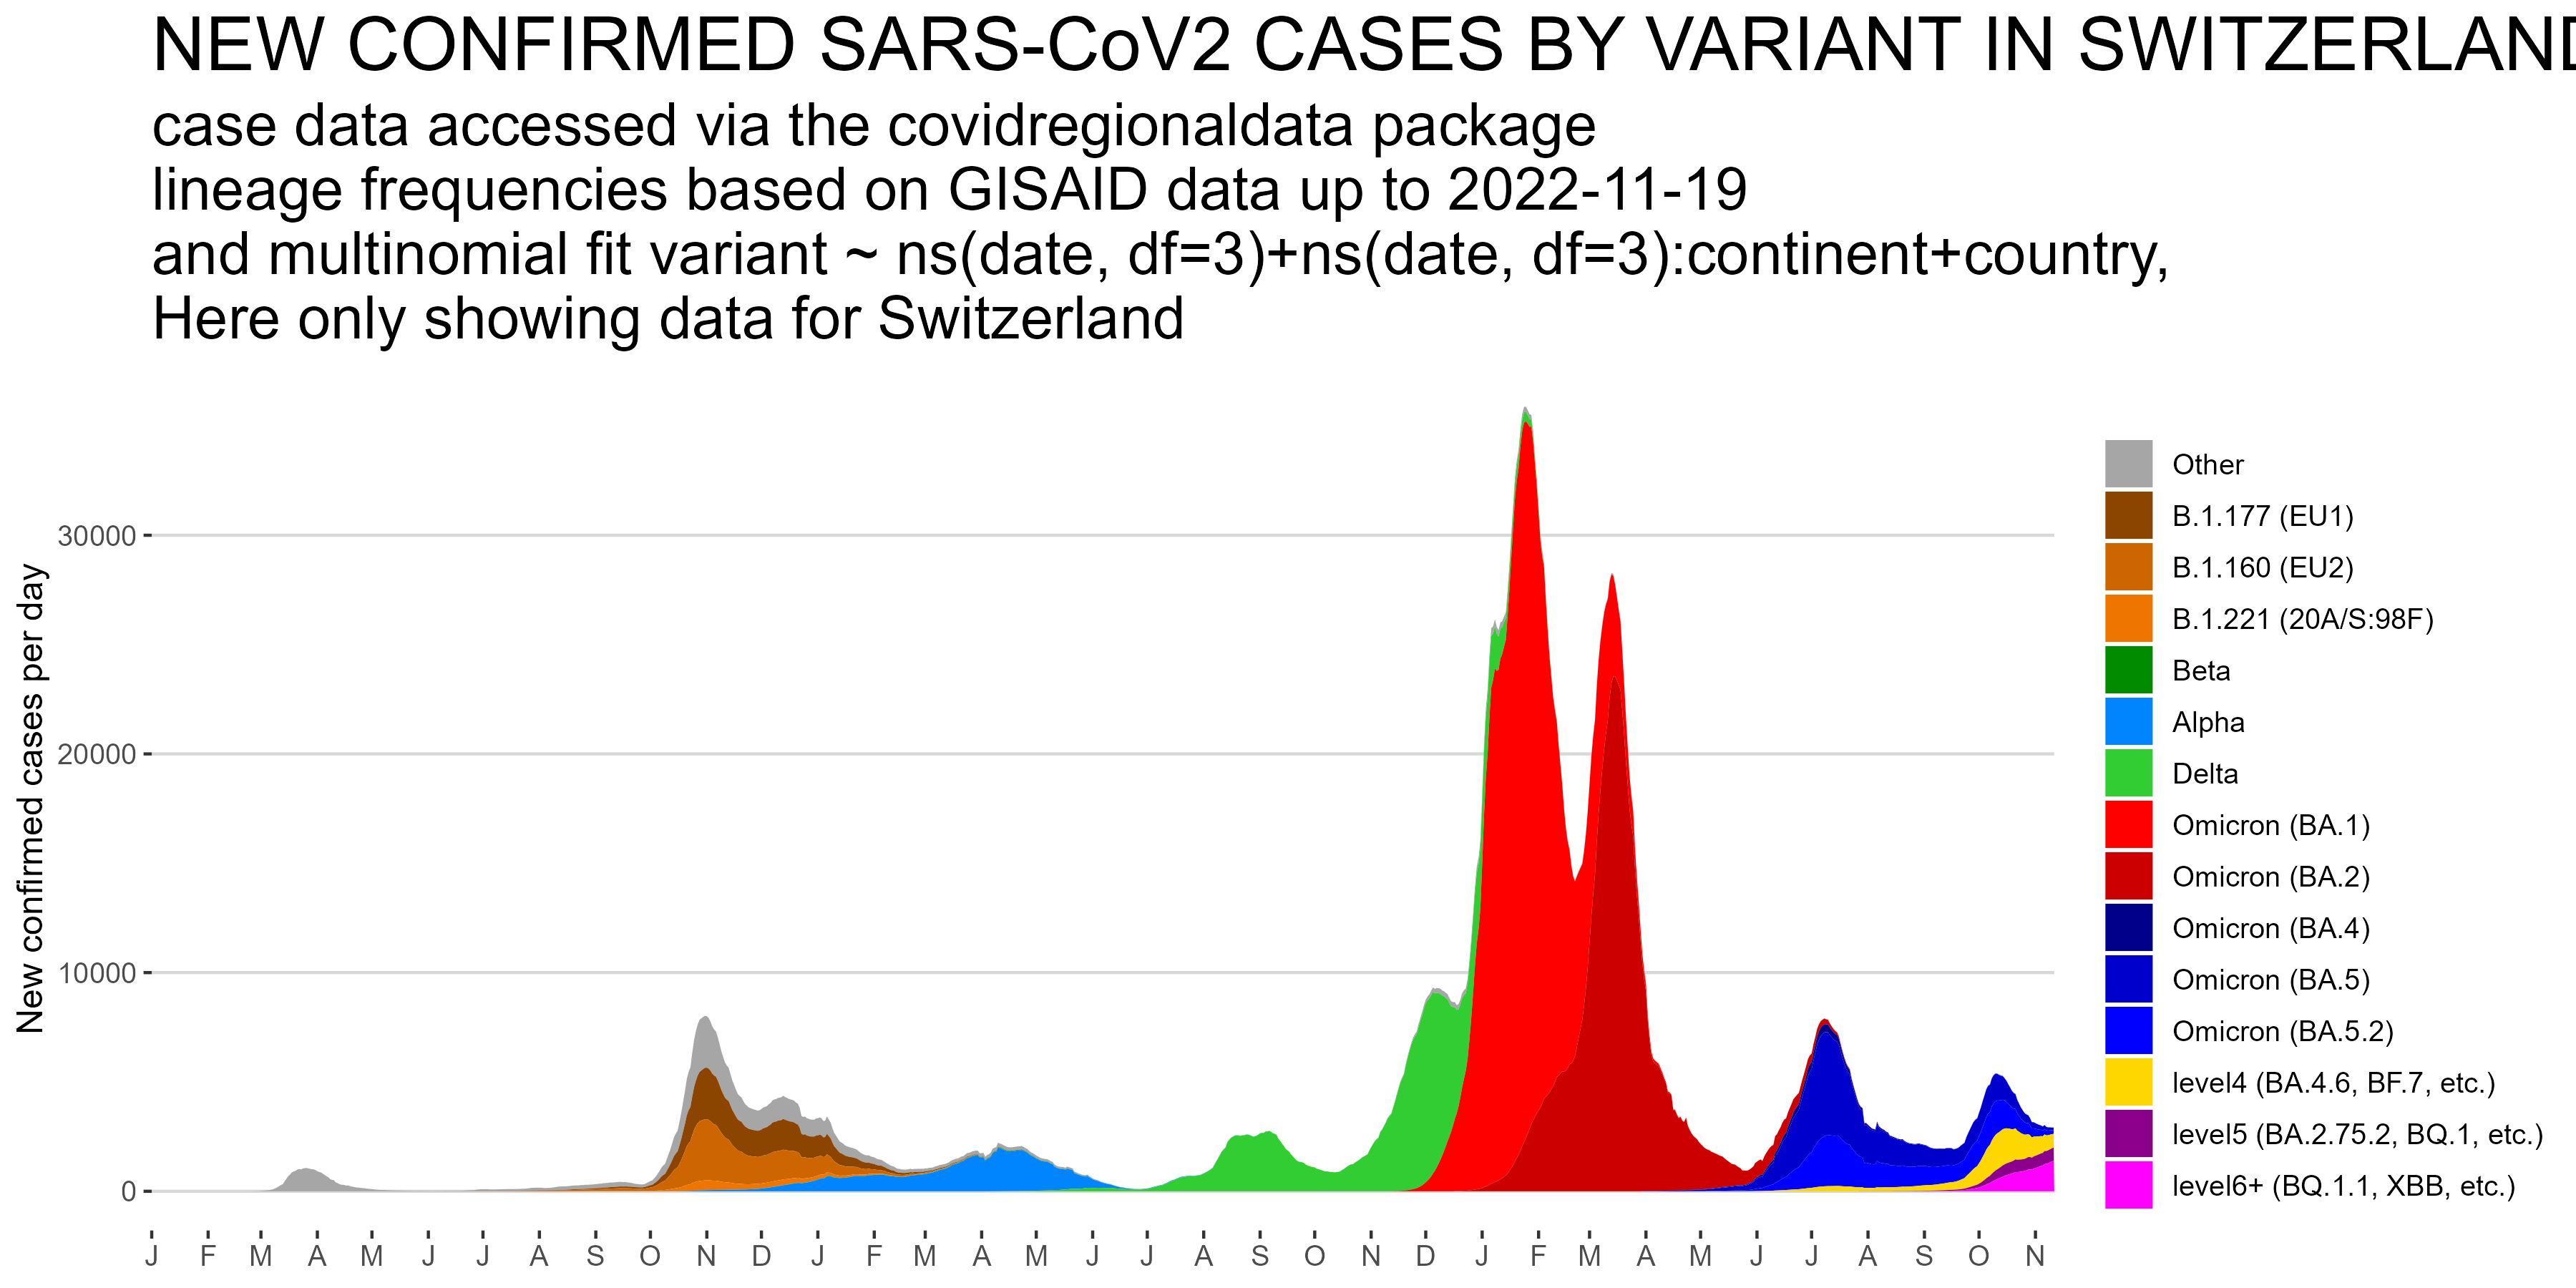 NEW CONFIRMED SARS-CoV2 CASES BY VARIANT IN SWITZERLAND
case data accessed via the covidregionaldata package
lineage frequencies based on GISAID data up to 2022-11-19
and multinomial fit variant ~ ns(date, df=3)+ns(date, df=3):continent+country,
Here only showing data for Switzerland
New confirmed cases per day
30000
20000
10000
0
J F M A M J J A S O N D J F M A M J J A S O N D J F M A M J J A S O N
Other
B.1.177 (EU1)
B.1.160 (EU2)
B.1.221 (20A/S:98F)
Beta
Alpha
Delta
Omicron (BA.1)
Omicron (BA.2)
Omicron (BA.4)
Omicron (BA.5)
Omicron (BA.5.2)
level4 (BA.4.6, BF.7, etc.)
level5 (BA.2.75.2, BQ.1, etc.)
level6+ (BQ.1.1, XBB, etc.)